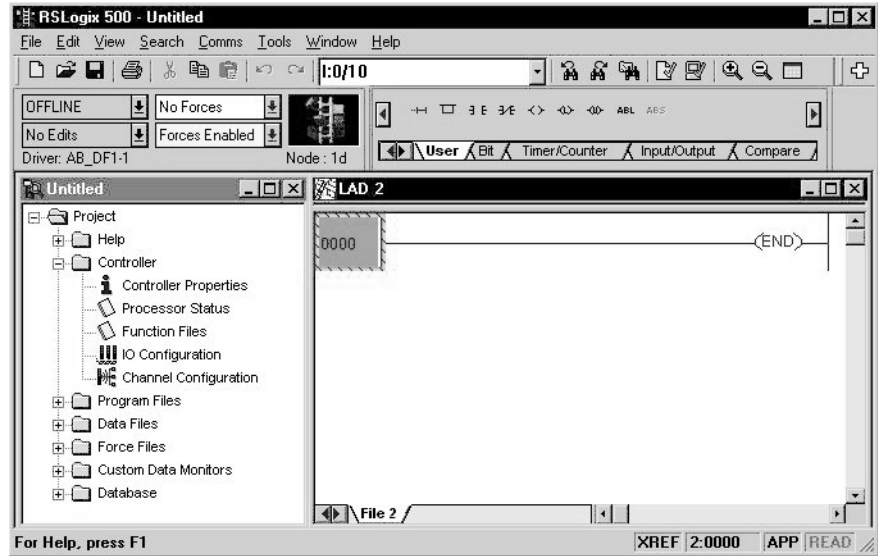 RSLogix 500 - Untitled
File Edit View Search Comms Tools Window Help
I:0/10
OFFLINE No Forces
No Edits Forces Enabled
Driver: AB_DF1-1 Node : 1d
ABL ABS
User Bit Timer/Counter Input/Output Compare
Untitled
Project
Help
Controller
Controller Properties
Processor Status
Function Files
IO Configuration
Channel Configuration
Program Files
Data Files
Force Files
Custom Data Monitors
Database
LAD 2
0000 (END)
File 2
For Help, press F1 XREF 2:0000 APP READ